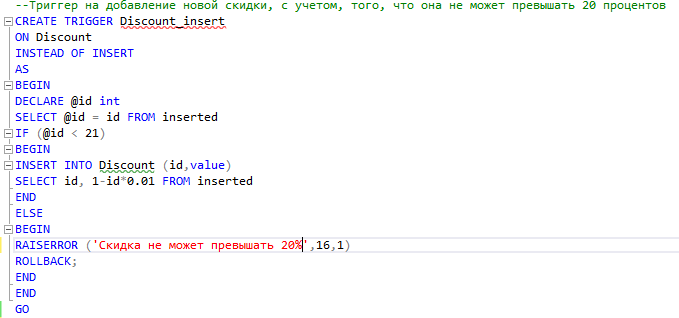 --Триггер на добавление новой скидки, с учетом, того, что она не может превышать 20 процентов
CREATE TRIGGER Discount_insert
ON Discount
INSTEAD OF INSERT
AS
BEGIN
DECLARE @id int
SELECT @id = id FROM inserted
IF (@id < 21)
BEGIN
INSERT INTO Discount (id,value)
SELECT id, 1-id*0.01 FROM inserted
END
ELSE
BEGIN
RAISERROR ('Скидка не может превышать 20%',16,1)
ROLLBACK;
END
END
GO